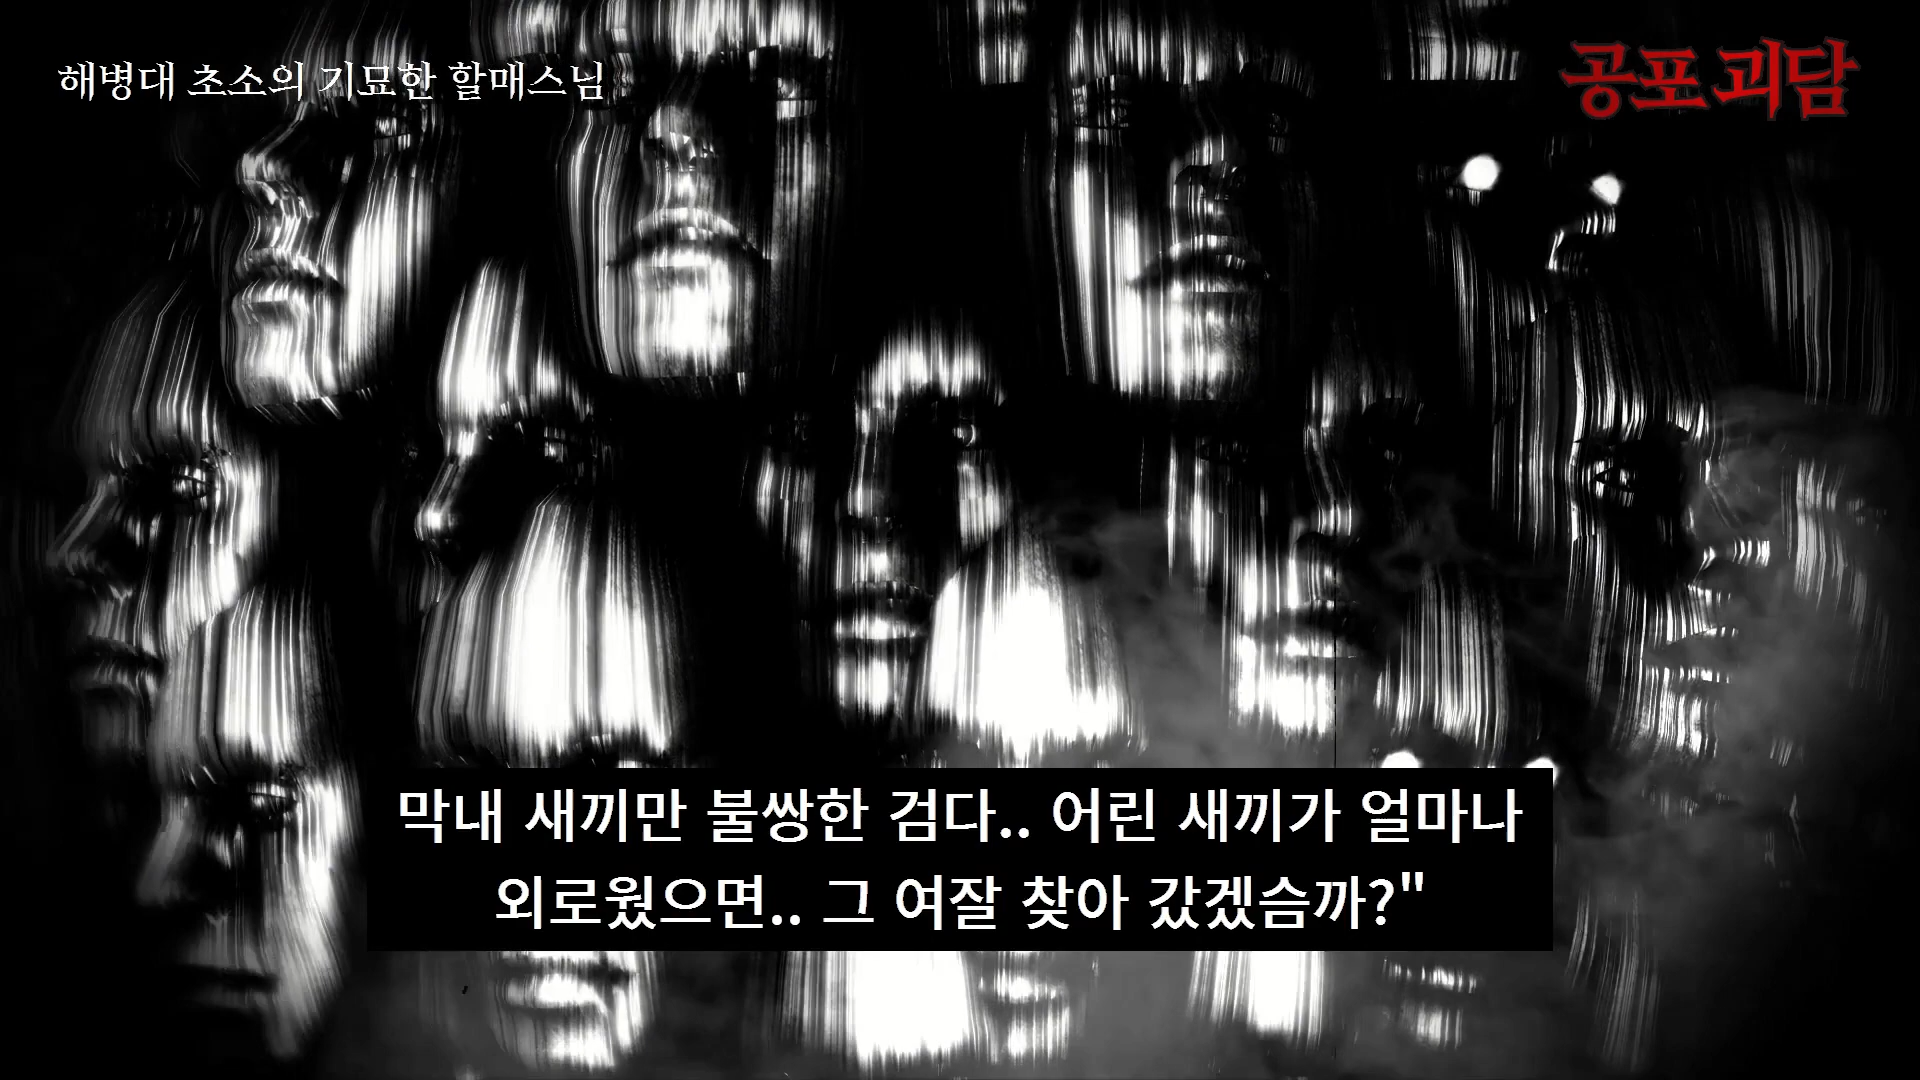 해병대 초소의 기묘한 할매스님
공포괴담
막내 새끼만 불쌍한 검다.. 어린 새끼가 얼마나
외로웠으면.. 그 여잘 찾아 갔겠슴까?"